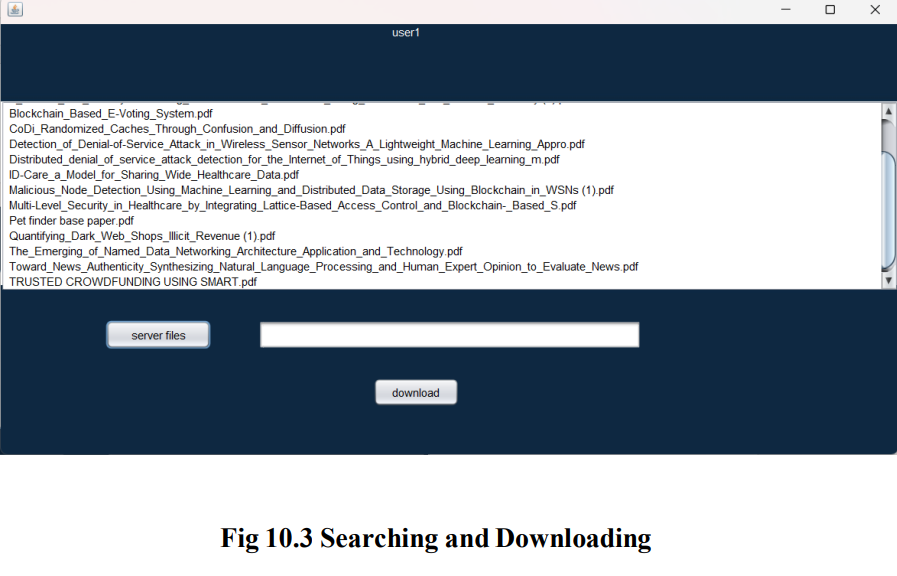 user1
Blockchain_Based_E-Voting_System.pdf
CoDi_Randomized_Caches_Through_Confusion_and_Diffusion.pdf
Detection_of_Denial-of-Service_Attack_in_Wireless_Sensor_Networks_A_Lightweight_Machine_Learning_Appro.pdf
Distributed_denial_of_service_attack_detection_for_the_Internet_of_Things_using_hybrid_deep_learning_m.pdf
ID-Care_a_Model_for_Sharing_Wide_Healthcare_Data.pdf
Malicious_Node_Detection_Using_Machine_Learning_and_Distributed_Data_Storage_Using_Blockchain_in_WSNs (1).pdf
Multi-Level_Security_in_Healthcare_by_Integrating_Lattice-Based_Access_Control_and_Blockchain-_Based_S.pdf
Pet finder base paper.pdf
Quantifying_Dark_Web_Shops_Illicit_Revenue (1).pdf
The_Emerging_of_Named_Data_Networking_Architecture_Application_and_Technology.pdf
Toward_News_Authenticity_Synthesizing_Natural_Language_Processing_and_Human_Expert_Opinion_to_Evaluate_News.pdf
TRUSTED CROWDFUNDING USING SMART.pdf
server files
download
Fig 10.3 Searching and Downloading